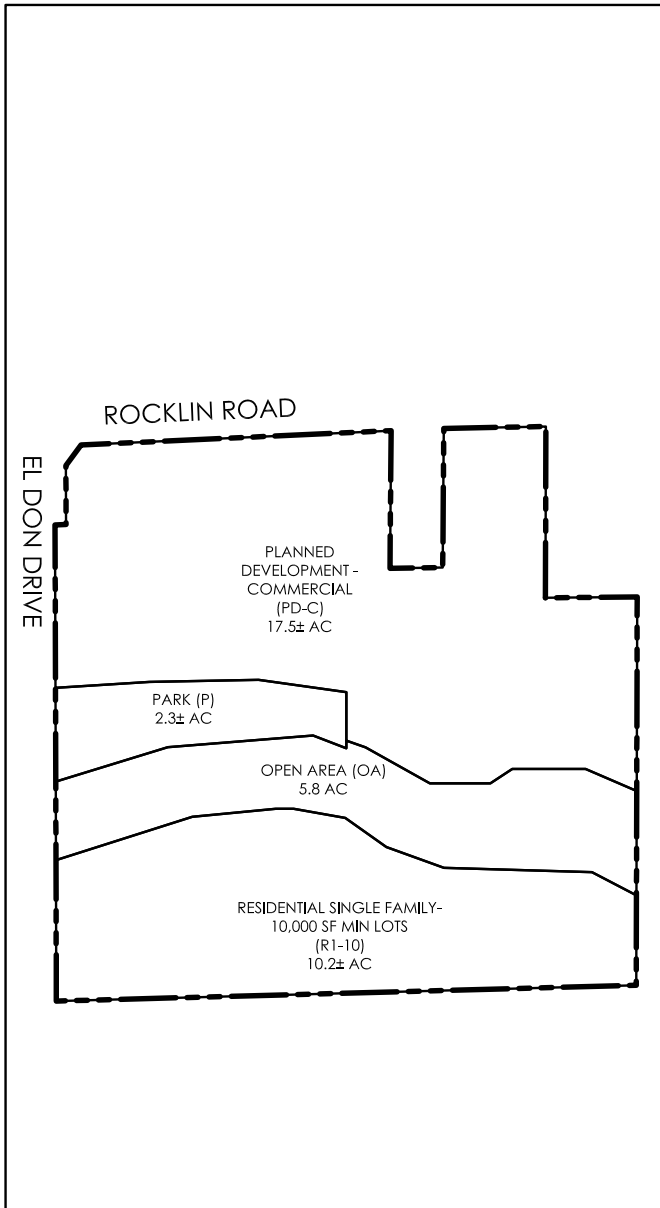 ROCKLIN ROAD
EL DON DRIVE
PLANNED
DEVELOPMENT -
COMMERCIAL
(PD-C)
17.5± AC
PARK (P)
2.3± AC
OPEN AREA (OA)
5.8 AC
RESIDENTIAL SINGLE FAMILY-
10,000 SF MIN LOTS
(R1-10)
10.2± AC